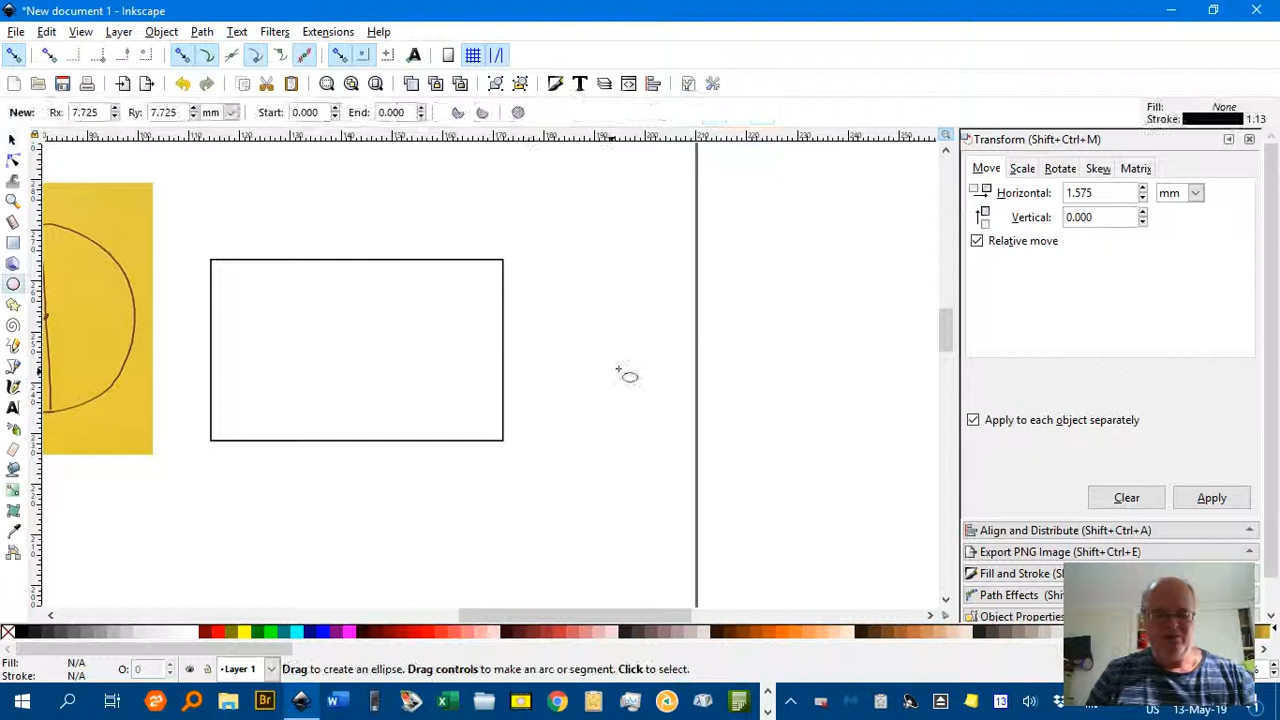 *New document 1 - Inkscape
File Edit View Layer Object Path Text Filters Extensions Help
New: Rx: 7.725 Ry: 7.725 mm Start: 0.000 End: 0.000
Fill: None
Stroke: 1:13
Transform (Shift+Ctrl+M)
Move Scale Rotate Skew Matrix
Horizontal: 1.575 mm
Vertical: 0.000
Relative move
Apply to each object separately
Clear Apply
Align and Distribute (Shift+Ctrl+A)
Export PNG Image (Shift+Ctrl+E)
Fill and Stroke (S
Path Effects (Shi
Object Properties
Fill: N/A
Stroke: N/A
O: 0
Layer 1
Drag to create an ellipse. Drag controls to make an arc or segment. Click to select.
US 13-May-19